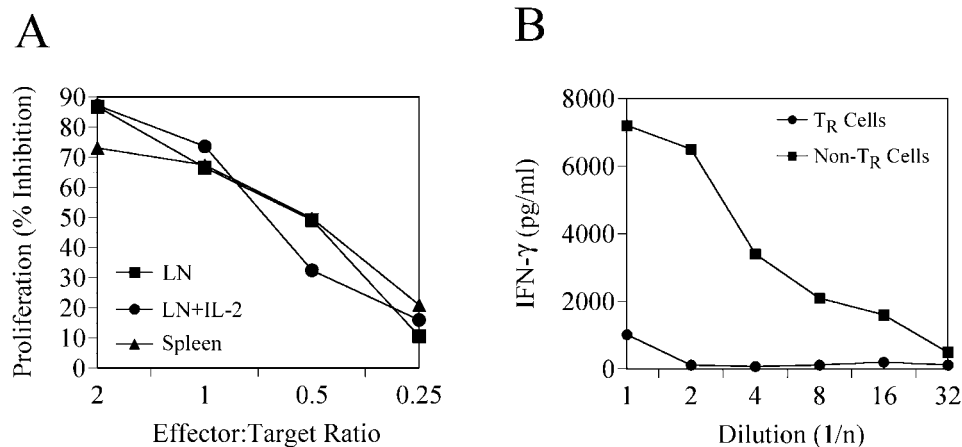 A
Proliferation (% Inhibition)
90
80
70
60
50
40
30
20
10
0
LN
LN+IL-2
Spleen
2 1 0.5 0.25
Effector:Target Ratio
B
IFN-γ (pg/ml)
8000
6000
4000
2000
0
TR Cells
Non-TR Cells
1 2 4 8 16 32
Dilution (1/n)